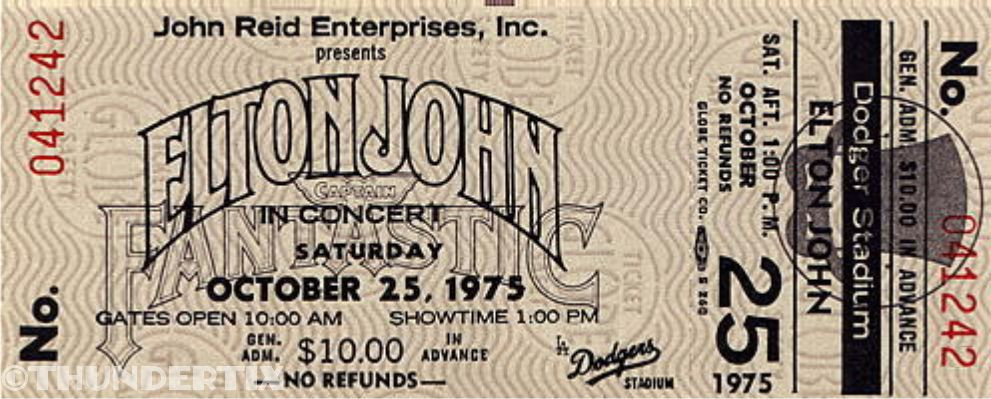 041242
No.
John Reid Enterprises, Inc.
presents
ELTON JOHN
CAPTAIN
FANTASTIC
IN CONCERT
SATURDAY
OCTOBER 25, 1975
GATES OPEN 10:00 AM SHOWTIME 1:00 PM
GEN. ADM. $10.00 IN ADVANCE
—NO REFUNDS—
LA Dodgers
STADIUM
©THUNDERTIX
SAT. AFT. 1:00 P.M.
OCTOBER
NO REFUNDS
GLOBE TICKET CO.
25
1975
ELTON JOHN
Dodger Stadium
GEN. ADM $10.00 IN ADVANCE
No.
041242